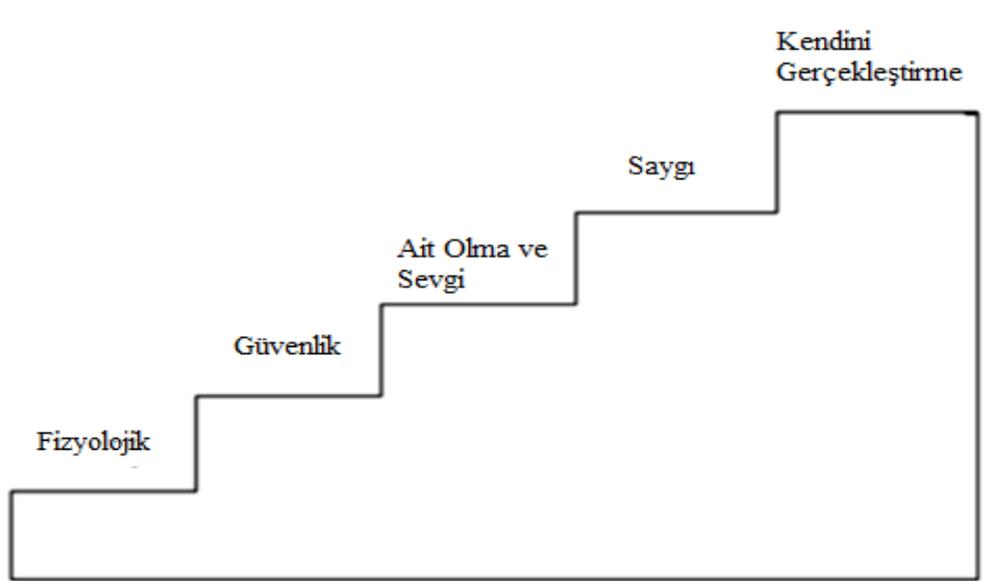 Kendini
Gerçekleştirme
Saygı
Ait Olma ve
Sevgi
Güvenlik
Fizyolojik